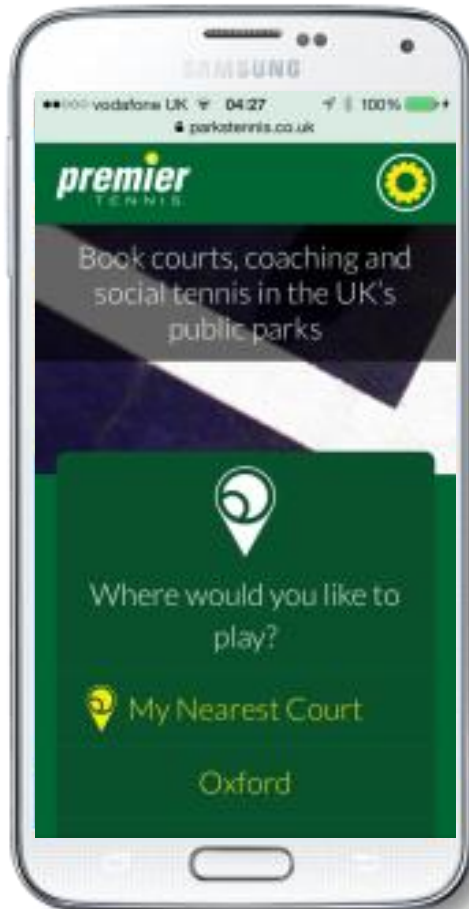 SAMSUNG
vodafone UK 04:27 100%
parkstennis.co.uk
premier
TENNIS
Book courts, coaching and
social tennis in the UK's
public parks
Where would you like to
play?
My Nearest Court
Oxford